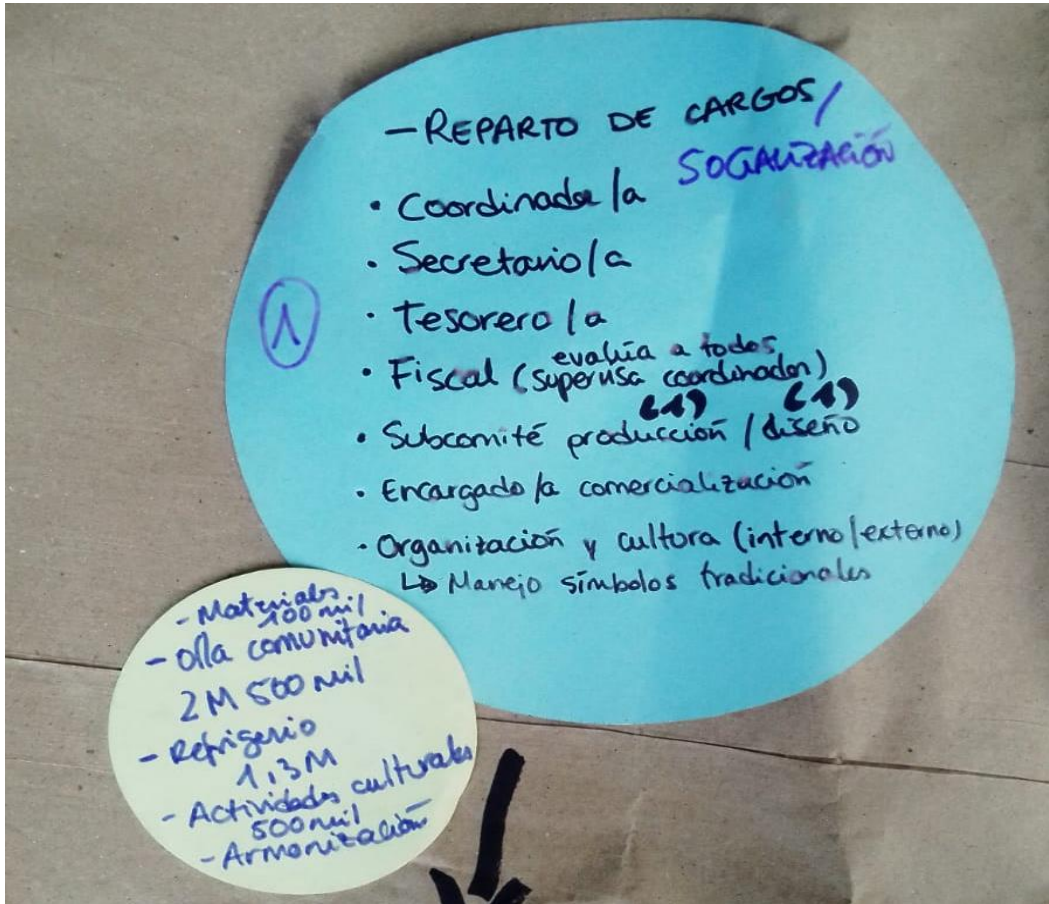 — REPARTO DE CARGOS /
SOCIALIZACIÓN
• Coordinador/a
• Secretario/a
①
• Tesorero/a
evalúa a todos
• Fiscal (supervisa coordinador)
(1) (1)
• Subcomité producción / diseño
• Encargado/a comercialización
• Organización y cultura (interno/externo)
↳ Manejo símbolos tradicionales
- Materiales
100 mil
- olla comunitaria
2M 500 mil
- Refrigerio
1,3M
- Actividades culturales
500 mil
- Armonización